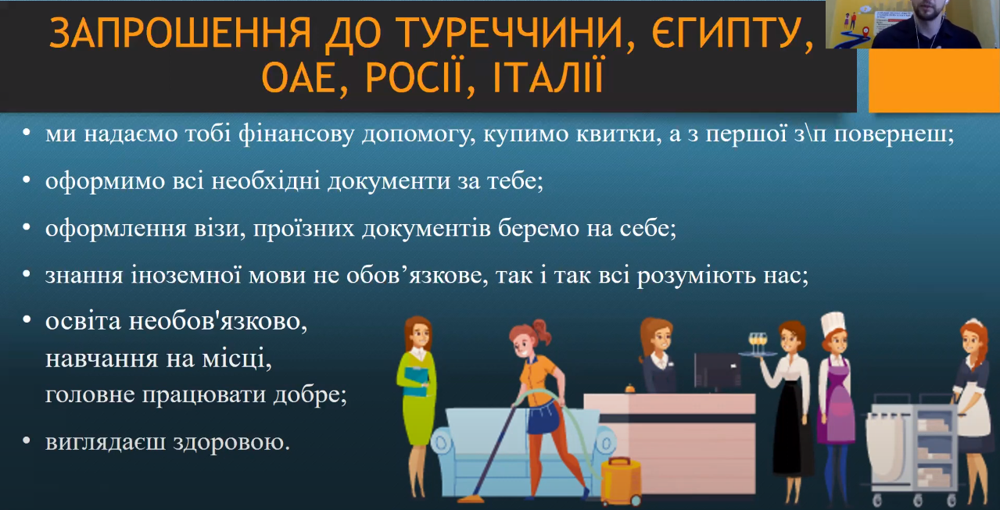 ЗАПРОШЕННЯ ДО ТУРЕЧЧИНИ, ЄГИПТУ,
ОАЕ, РОСІЇ, ІТАЛІЇ
• ми надаємо тобі фінансову допомогу, купимо квитки, а з першої з\п повернеш;
• оформимо всі необхідні документи за тебе;
• оформлення візи, проїзних документів беремо на себе;
• знання іноземної мови не обов’язкове, так і так всі розуміють нас;
• освіта необов'язково,
навчання на місці,
головне працювати добре;
• виглядаєш здоровою.